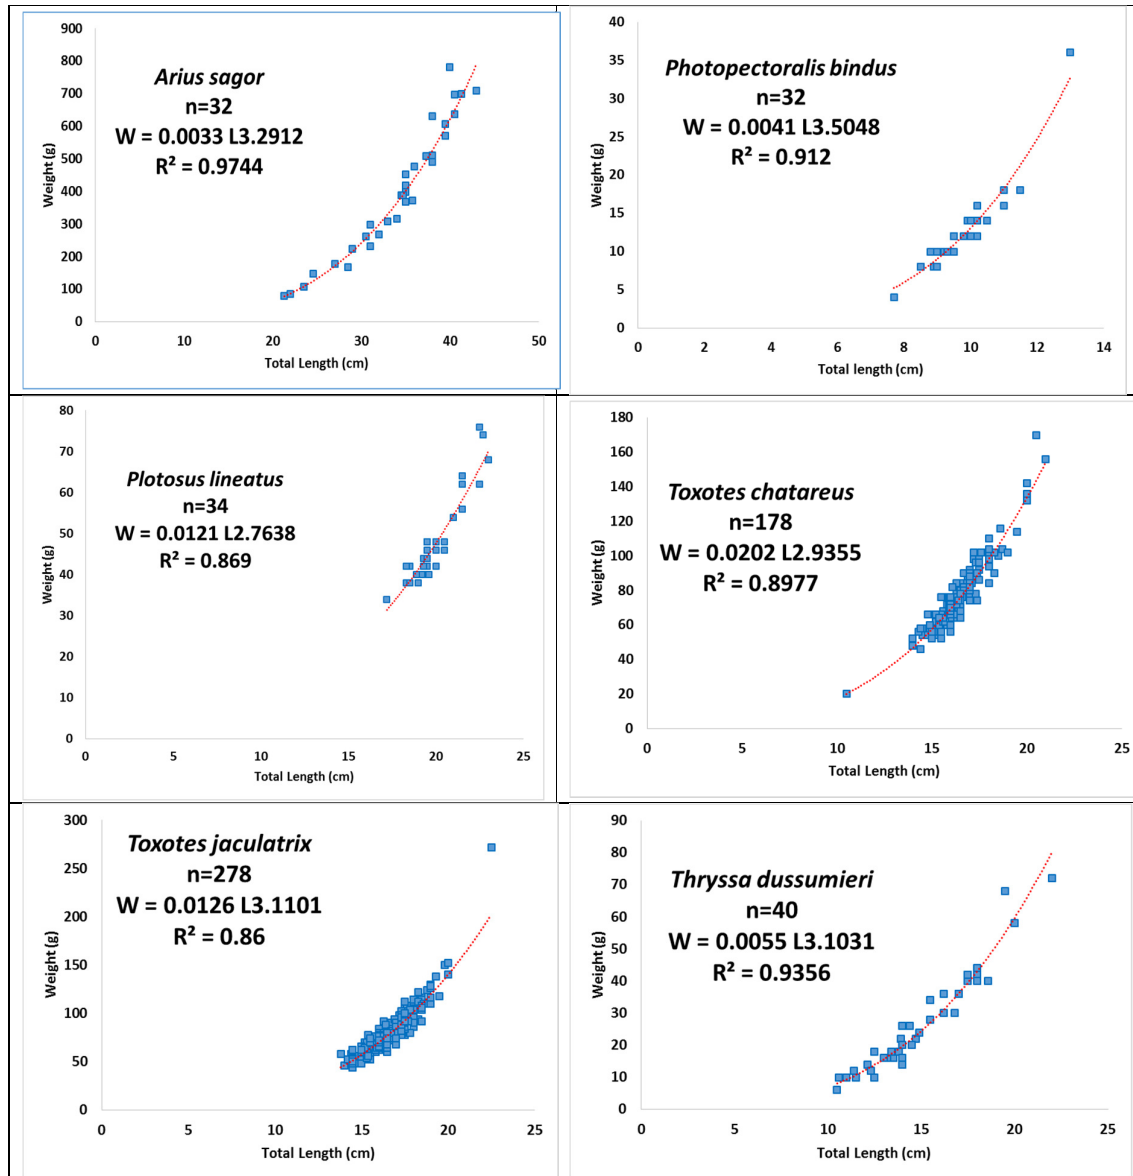 900
800
700
600
500
400
300
200
100
0
Weight (g)
Arius sagor
n=32
W = 0.0033 L3.2912
R² = 0.9744
0 10 20 30 40 50
Total Length (cm)
40
35
30
25
20
15
10
5
0
Weight (g)
Photopectoralis bindus
n=32
W = 0.0041 L3.5048
R² = 0.912
0 2 4 6 8 10 12 14
Total length (cm)
80
70
60
50
40
30
20
10
0
Weight (g)
Plotosus lineatus
n=34
W = 0.0121 L2.7638
R² = 0.869
0 5 10 15 20 25
Total Length (cm)
180
160
140
120
100
80
60
40
20
0
Weight (g)
Toxotes chatareus
n=178
W = 0.0202 L2.9355
R² = 0.8977
0 5 10 15 20 25
Total Length (cm)
300
250
200
150
100
50
0
Weight (g)
Toxotes jaculatrix
n=278
W = 0.0126 L3.1101
R² = 0.86
0 5 10 15 20 25
Total Length (cm)
90
80
70
60
50
40
30
20
10
0
Weight (g)
Thryssa dussumieri
n=40
W = 0.0055 L3.1031
R² = 0.9356
0 5 10 15 20 25
Total Length (cm)